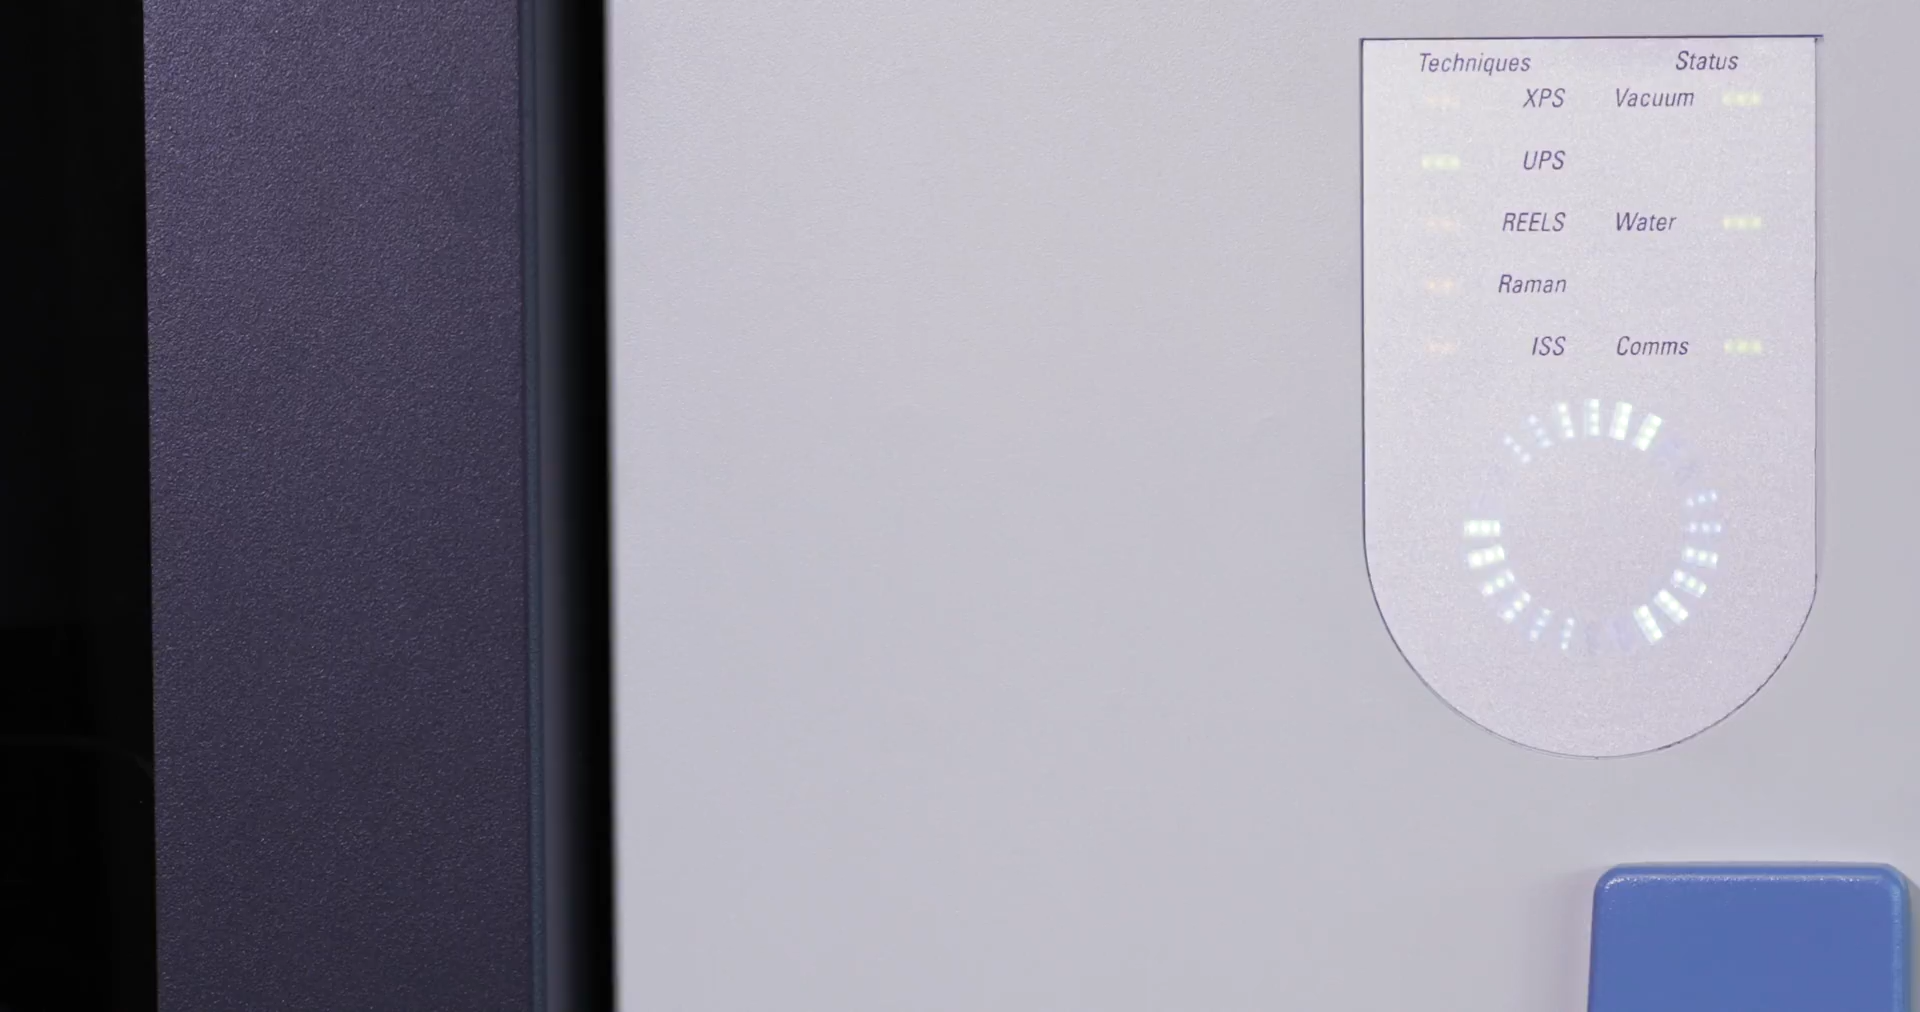 Techniques Status
XPS Vacuum
UPS
REELS Water
Raman
ISS Comms